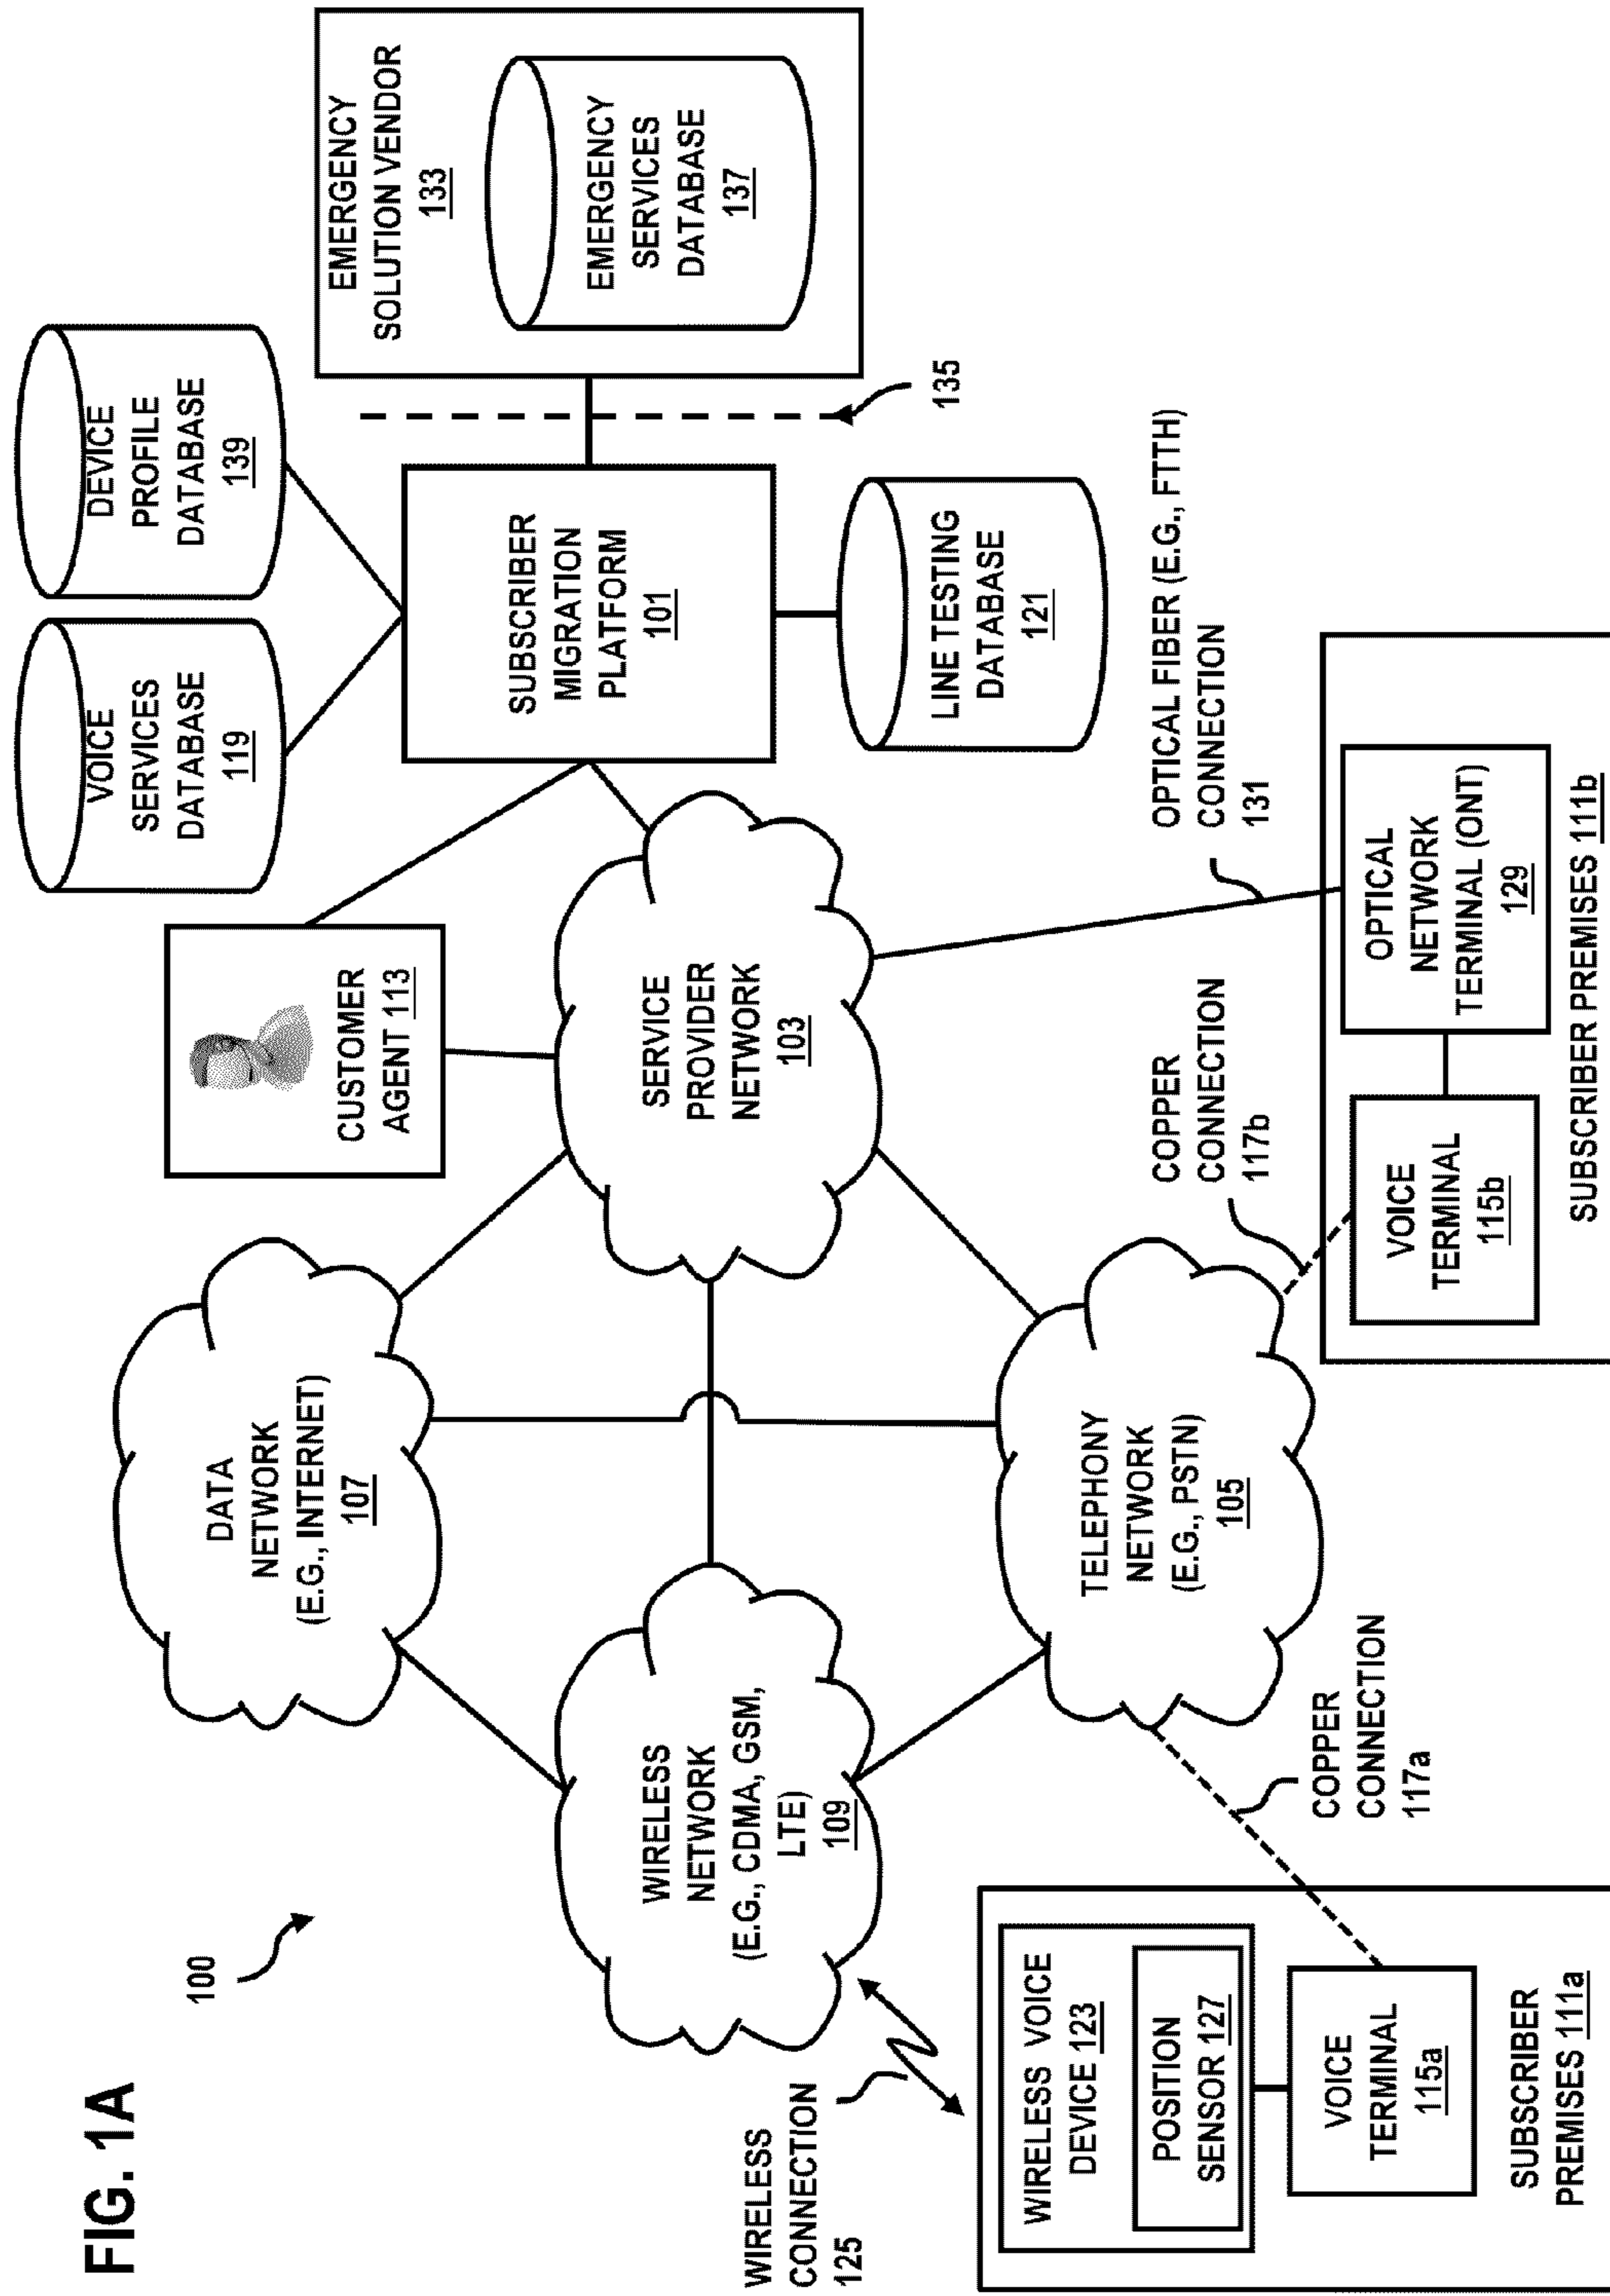 FIG. 1A
100
VOICE
SERVICES
DATABASE
119
DEVICE
PROFILE
DATABASE
139
CUSTOMER
AGENT 113
EMERGENCY
SOLUTION VENDOR
133
EMERGENCY
SERVICES
DATABASE
137
135
SUBSCRIBER
MIGRATION
PLATFORM
101
LINE TESTING
DATABASE
121
DATA
NETWORK
(E.G., INTERNET)
107
SERVICE
PROVIDER
NETWORK
103
WIRELESS
NETWORK
(E.G., CDMA, GSM,
LTE)
109
TELEPHONY
NETWORK
(E.G., PSTN)
105
WIRELESS
CONNECTION
125
COPPER
CONNECTION
117a
COPPER
CONNECTION
117b
OPTICAL FIBER (E.G., FTTH)
CONNECTION
131
WIRELESS VOICE
DEVICE 123
POSITION
SENSOR 127
VOICE
TERMINAL
115a
SUBSCRIBER
PREMISES 111a
VOICE
TERMINAL
115b
OPTICAL
NETWORK
TERMINAL (ONT)
129
SUBSCRIBER PREMISES 111b